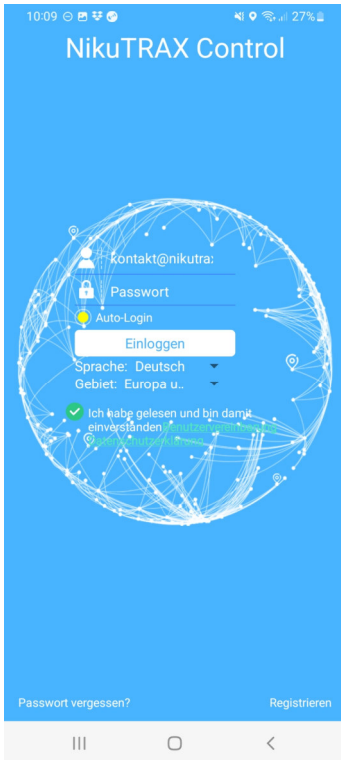 10:09
27%
NikuTRAX Control
kontakt@nikutra:
Passwort
Auto-Login
Einloggen
Sprache: Deutsch
Gebiet: Europa u..
Ich habe gelesen und bin damit
einverständen Benutzervereinbarung
Datenschutzerklärung
Passwort vergessen?
Registrieren